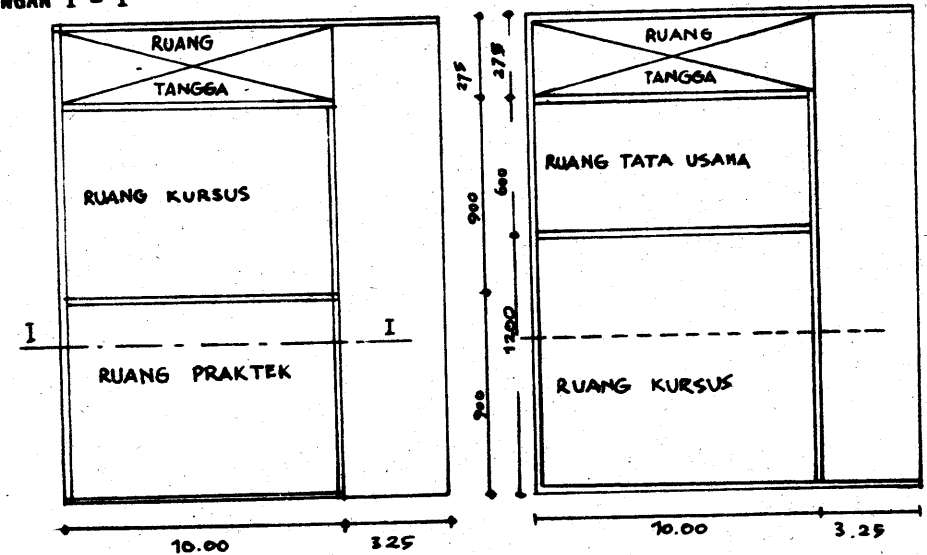 NGAN I - I
RUANG
TANGGA
RUANG KURSUS
I
I
RUANG PRAKTEK
10.00
325
275
275
900
600
900
1200
RUANG
TANGGA
RUANG TATA USAHA
RUANG KURSUS
10.00
3.25